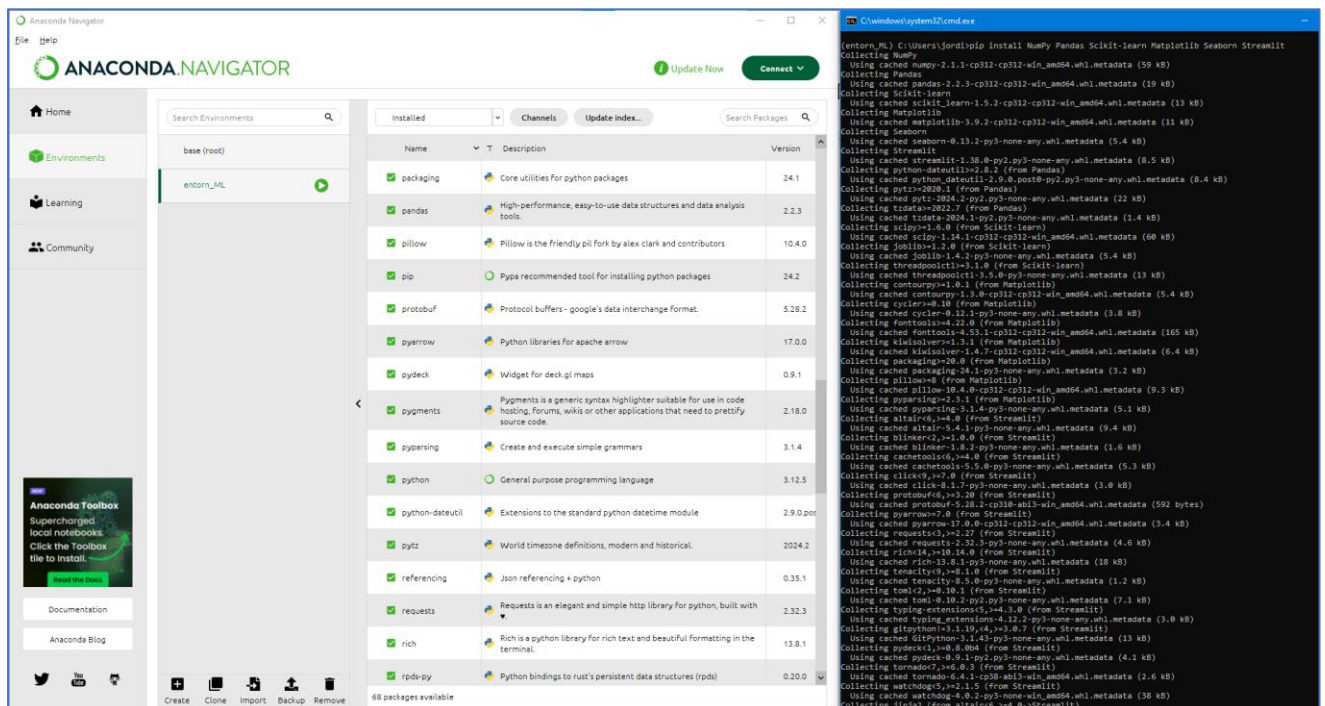 Anaconda Navigator
File Help
ANACONDA.NAVIGATOR
Update Now
Connect
Home
Environments
Learning
Community
NEW
Anaconda Toolbox
Supercharged
local notebooks.
Click the Toolbox
tile to Install.
Read the Docs
Documentation
Anaconda Blog
You
Tube
Search Environments
base (root)
entorn_ML
Create Clone Import Backup Remove
Installed Channels Update index... Search Packages
Name T Description Version
packaging Core utilities for python packages 24.1
pandas High-performance, easy-to-use data structures and data analysis
tools. 2.2.3
pillow Pillow is the friendly pil fork by alex clark and contributors 10.4.0
pip Pypa recommended tool for installing python packages 24.2
protobuf Protocol buffers - google's data interchange format. 5.28.2
pyarrow Python libraries for apache arrow 17.0.0
pydeck Widget for deck.gl maps 0.9.1
pygments Pygments is a generic syntax highlighter suitable for use in code
hosting, forums, wikis or other applications that need to prettify 2.18.0
source code.
pyparsing Create and execute simple grammars 3.1.4
python General purpose programming language 3.12.5
python-dateutil Extensions to the standard python datetime module 2.9.0.pos
pytz World timezone definitions, modern and historical. 2024.2
referencing Json referencing + python 0.35.1
requests Requests is an elegant and simple http library for python, built with
♥. 2.32.3
rich Rich is a python library for rich text and beautiful formatting in the
terminal. 13.8.1
rpds-py Python bindings to rust's persistent data structures (rpds) 0.20.0
68 packages available
C:\windows\system32\cmd.exe
(entorn_ML) C:\Users\jordi>pip install NumPy Pandas Scikit-learn Matplotlib Seaborn Streamlit
Collecting NumPy
Using cached numpy-2.1.1-cp312-cp312-win_amd64.whl.metadata (59 kB)
Collecting Pandas
Using cached pandas-2.2.3-cp312-cp312-win_amd64.whl.metadata (19 kB)
Collecting Scikit-learn
Using cached scikit_learn-1.5.2-cp312-cp312-win_amd64.whl.metadata (13 kB)
Collecting Matplotlib
Using cached matplotlib-3.9.2-cp312-cp312-win_amd64.whl.metadata (11 kB)
Collecting Seaborn
Using cached seaborn-0.13.2-py3-none-any.whl.metadata (5.4 kB)
Collecting Streamlit
Using cached streamlit-1.38.0-py2.py3-none-any.whl.metadata (8.5 kB)
Collecting python-dateutil>=2.8.2 (from Pandas)
Using cached python_dateutil-2.9.0.post0-py2.py3-none-any.whl.metadata (8.4 kB)
Collecting pytz>=2020.1 (from Pandas)
Using cached pytz-2024.2-py2.py3-none-any.whl.metadata (22 kB)
Collecting tzdata>=2022.7 (from Pandas)
Using cached tzdata-2024.1-py2.py3-none-any.whl.metadata (1.4 kB)
Collecting scipy>=1.6.0 (from Scikit-learn)
Using cached scipy-1.14.1-cp312-cp312-win_amd64.whl.metadata (60 kB)
Collecting joblib>=1.2.0 (from Scikit-learn)
Using cached joblib-1.4.2-py3-none-any.whl.metadata (5.4 kB)
Collecting threadpoolctl>=3.1.0 (from Scikit-learn)
Using cached threadpoolctl-3.5.0-py3-none-any.whl.metadata (13 kB)
Collecting contourpy>=1.0.1 (from Matplotlib)
Using cached contourpy-1.3.0-cp312-cp312-win_amd64.whl.metadata (5.4 kB)
Collecting cycler>=0.10 (from Matplotlib)
Using cached cycler-0.12.1-py3-none-any.whl.metadata (3.8 kB)
Collecting fonttools>=4.22.0 (from Matplotlib)
Using cached fonttools-4.53.1-cp312-cp312-win_amd64.whl.metadata (165 kB)
Collecting kiwisolver>=1.3.1 (from Matplotlib)
Using cached kiwisolver-1.4.7-cp312-cp312-win_amd64.whl.metadata (6.4 kB)
Collecting packaging>=20.0 (from Matplotlib)
Using cached packaging-24.1-py3-none-any.whl.metadata (3.2 kB)
Collecting pillow>=8 (from Matplotlib)
Using cached pillow-10.4.0-cp312-cp312-win_amd64.whl.metadata (9.3 kB)
Collecting pyparsing>=2.3.1 (from Matplotlib)
Using cached pyparsing-3.1.4-py3-none-any.whl.metadata (5.1 kB)
Collecting altair<6,>=4.0 (from Streamlit)
Using cached altair-5.4.1-py3-none-any.whl.metadata (9.4 kB)
Collecting blinker<2,>=1.0.0 (from Streamlit)
Using cached blinker-1.8.2-py3-none-any.whl.metadata (1.6 kB)
Collecting cachetools<6,>=4.0 (from Streamlit)
Using cached cachetools-5.5.0-py3-none-any.whl.metadata (5.3 kB)
Collecting click<9,>=7.0 (from Streamlit)
Using cached click-8.1.7-py3-none-any.whl.metadata (3.0 kB)
Collecting protobuf<6,>=3.20 (from Streamlit)
Using cached protobuf-5.28.2-cp310-abi3-win_amd64.whl.metadata (592 bytes)
Collecting pyarrow>=7.0 (from Streamlit)
Using cached pyarrow-17.0.0-cp312-cp312-win_amd64.whl.metadata (3.4 kB)
Collecting requests<3,>=2.27 (from Streamlit)
Using cached requests-2.32.3-py3-none-any.whl.metadata (4.6 kB)
Collecting rich<14,>=10.14.0 (from Streamlit)
Using cached rich-13.8.1-py3-none-any.whl.metadata (18 kB)
Collecting tenacity<9,>=8.1.0 (from Streamlit)
Using cached tenacity-8.5.0-py3-none-any.whl.metadata (1.2 kB)
Collecting toml<2,>=0.10.1 (from Streamlit)
Using cached toml-0.10.2-py2.py3-none-any.whl.metadata (7.1 kB)
Collecting typing-extensions<5,>=4.3.0 (from Streamlit)
Using cached typing_extensions-4.12.2-py3-none-any.whl.metadata (3.0 kB)
Collecting gitpython!=3.1.19,<4,>=3.0.7 (from Streamlit)
Using cached GitPython-3.1.43-py3-none-any.whl.metadata (13 kB)
Collecting pydeck<1,>=0.8.0b4 (from Streamlit)
Using cached pydeck-0.9.1-py2.py3-none-any.whl.metadata (4.1 kB)
Collecting tornado<7,>=6.0.3 (from Streamlit)
Using cached tornado-6.4.1-cp38-abi3-win_amd64.whl.metadata (2.6 kB)
Collecting watchdog<5,>=2.1.5 (from Streamlit)
Using cached watchdog-4.0.2-py3-none-win_amd64.whl.metadata (38 kB)
Collecting jinja2 (from altair<6,>=4.0->Streamlit)